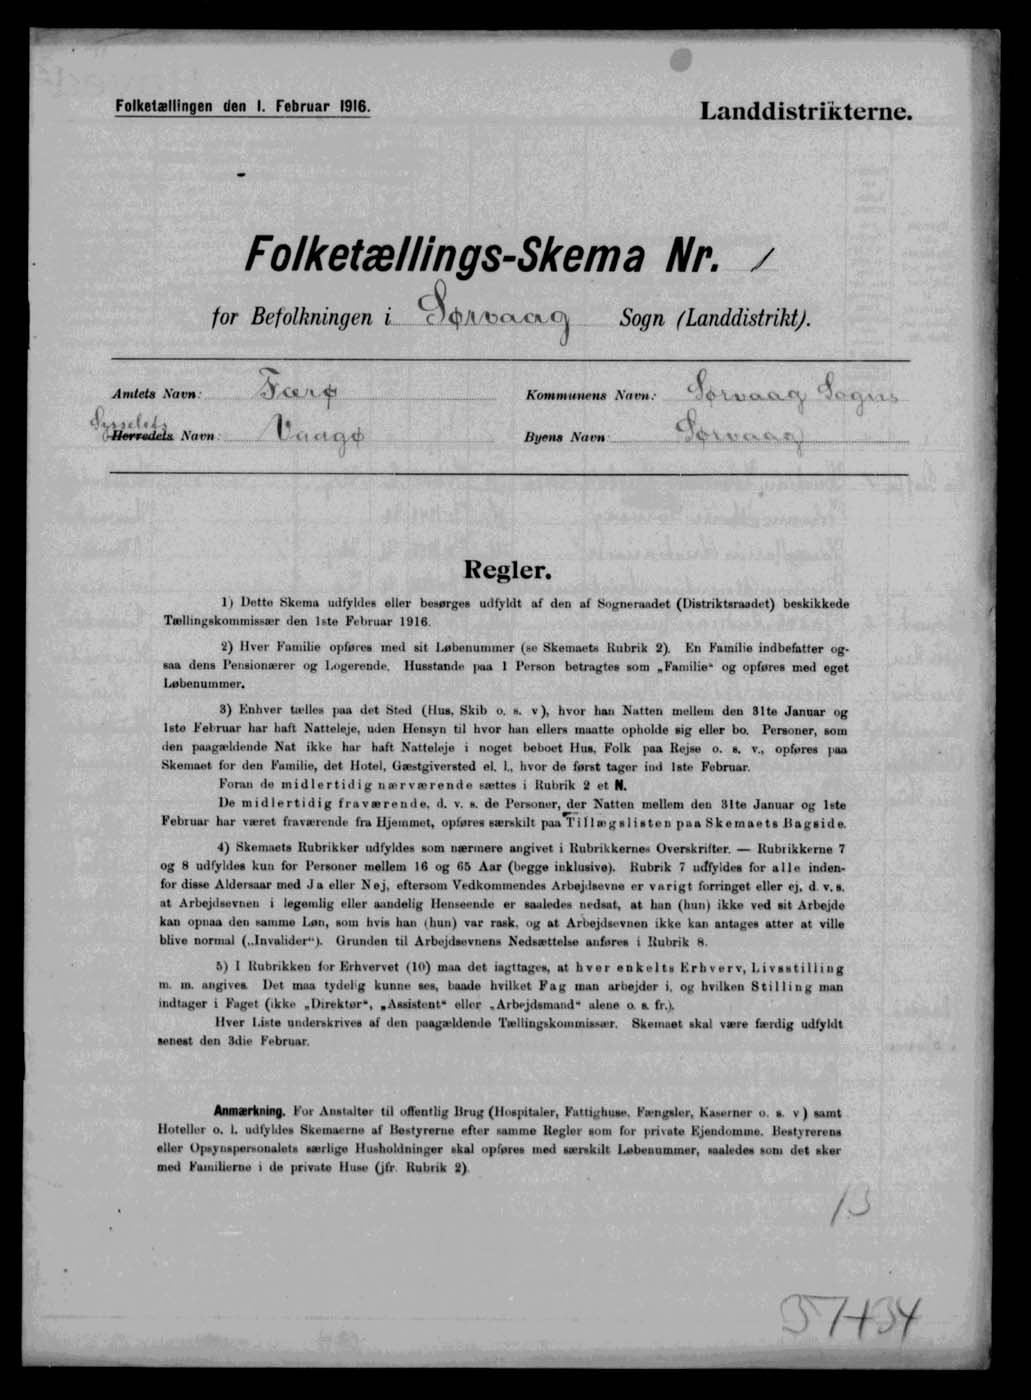 Folketællingen den 1. Februar 1916.
Landdistrikterne.
Folketællings-Skema Nr. 1
for Befolkningen i Sørvaag Sogn (Landdistrikt).
Amtets Navn: Færø
Kommunens Navn: Sørvaag Sogns
Sysselets
Herredets Navn: Vaagø
Byens Navn: Sørvaag
Regler.
1) Dette Skema udfyldes eller besørges udfyldt af den af Sogneraadet (Distriktsraadet) beskikkede
Tællingskommissær den 1ste Februar 1916.
2) Hver Familie opføres med sit Løbenummer (se Skemaets Rubrik 2). En Familie indbefatter og-
saa dens Pensionærer og Logerende. Husstande paa 1 Person betragtes som „Familie“ og opføres med eget
Løbenummer.
3) Enhver tælles paa det Sted (Hus, Skib o. s. v), hvor han Natten mellem den 31te Januar og
1ste Februar har haft Natteleje, uden Hensyn til hvor han ellers maatte opholde sig eller bo. Personer, som
den paagældende Nat ikke har haft Natteleje i noget beboet Hus, Folk paa Rejse o. s. v., opføres paa
Skemaet for den Familie, det Hotel, Gæstgiversted el. l., hvor de først tager ind 1ste Februar.
Foran de midlertidig nærværende sættes i Rubrik 2 et N.
De midlertidig fraværende, d. v. s. de Personer, der Natten mellem den 31te Januar og 1ste
Februar har været fraværende fra Hjemmet, opføres særskilt paa Tillægslisten paa Skemaets Bagside.
4) Skemaets Rubrikker udfyldes som nærmere angivet i Rubrikkernes Overskrifter. — Rubrikkerne 7
og 8 udfyldes kun for Personer mellem 16 og 65 Aar (begge inklusive). Rubrik 7 udfyldes for alle inden-
for disse Aldersaar med Ja eller Nej, eftersom Vedkommendes Arbejdsevne er varigt forringet eller ej, d. v. s.
at Arbejdsevnen i legemlig eller aandelig Henseende er saaledes nedsat, at han (hun) ikke ved sit Arbejde
kan opnaa den samme Løn, som hvis han (hun) var rask, og at Arbejdsevnen ikke kan antages atter at ville
blive normal („Invalider“). Grunden til Arbejdsevnens Nedsættelse anføres i Rubrik 8.
5) I Rubrikken for Erhvervet (10) maa det iagttages, at hver enkelts Erhverv, Livsstilling
m. m. angives. Det maa tydelig kunne ses, baade hvilket Fag man arbejder i, og hvilken Stilling man
indtager i Faget (ikke „Direktør“, „Assistent“ eller „Arbejdsmand“ alene o. s. fr.).
Hver Liste underskrives af den paagældende Tællingskommissær. Skemaet skal være færdig udfyldt
senest den 3die Februar.
Anmærkning. For Anstalter til offentlig Brug (Hospitaler, Fattighuse, Fængsler, Kaserner o. s. v) samt
Hoteller o. l. udfyldes Skemaerne af Bestyrerne efter samme Regler som for private Ejendomme. Bestyrerens
eller Opsynspersonalets særlige Husholdninger skal opføres med særskilt Løbenummer, saaledes som det sker
med Familierne i de private Huse (jfr. Rubrik 2).
13
37+34